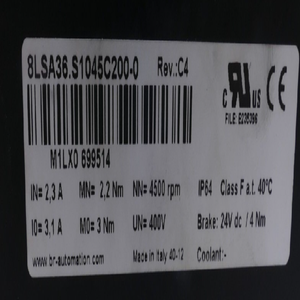 8LSA36.S1045C200-0 Rev.:C4
c RU US
FILE: E235396
M1LX0 699514
IN= 2,3 A MN= 2,2 Nm NN= 4500 rpm IP64 Class F a.t. 40°C
I0= 3,1 A M0= 3 Nm UN= 400V Brake: 24V dc / 4 Nm
www.br-automation.com Made in Italy 40-12 Coolant:-